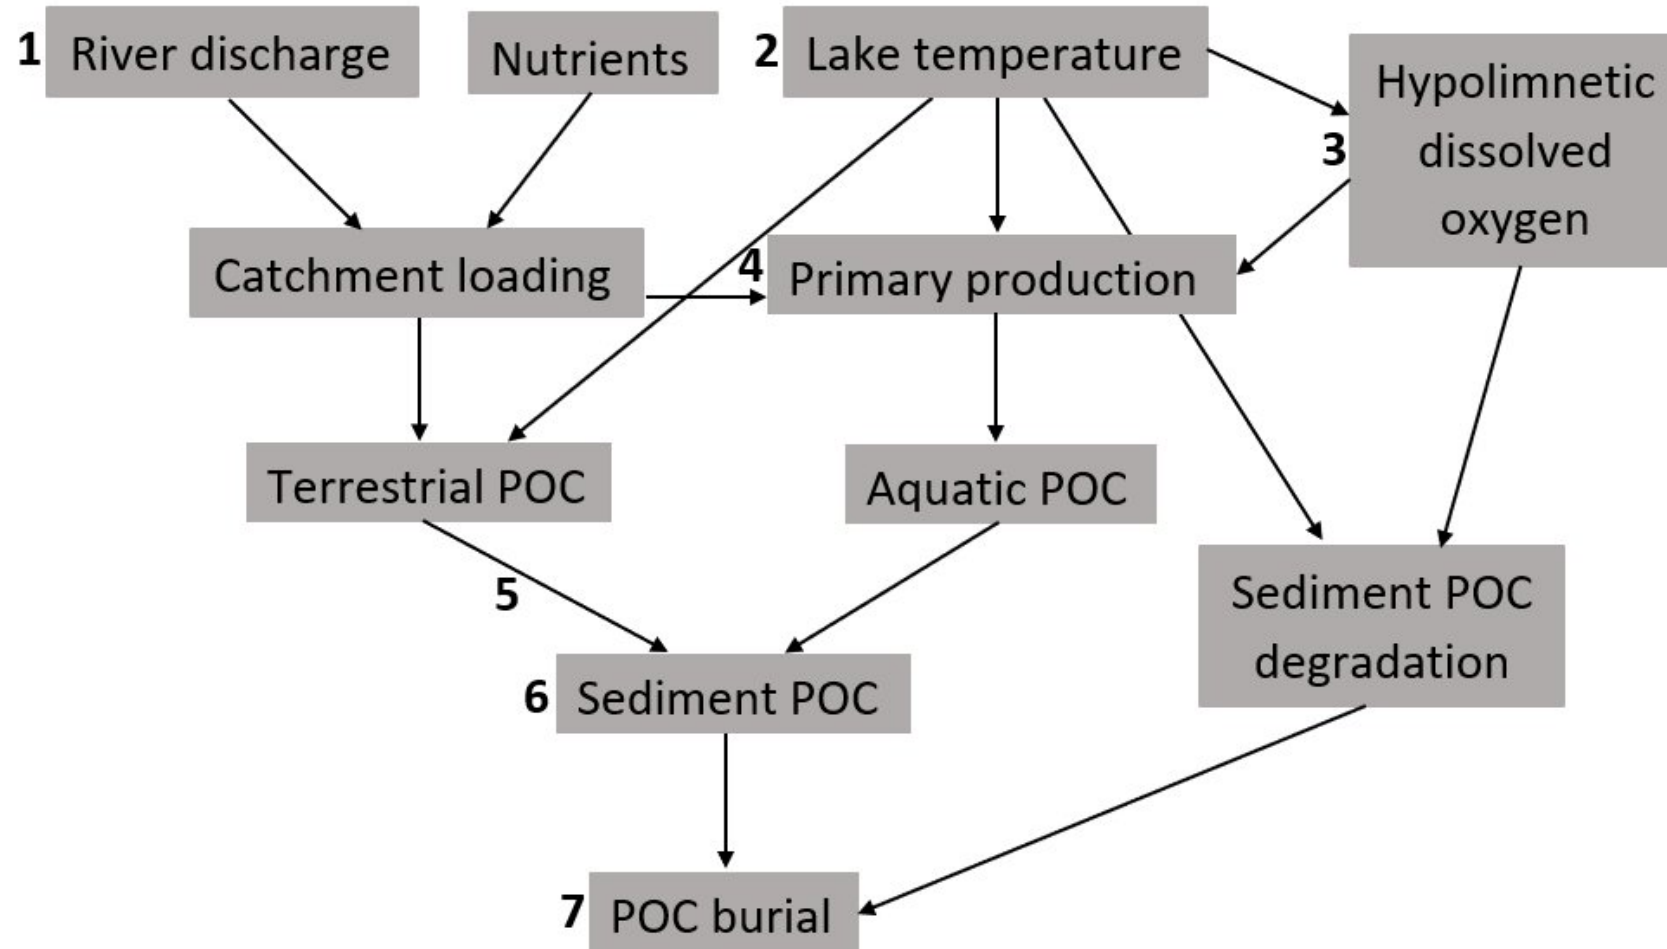 1 River discharge
Nutrients
2 Lake temperature
Hypolimnetic
dissolved
oxygen
3
Catchment loading
4 Primary production
Terrestrial POC
Aquatic POC
5
Sediment POC
degradation
6 Sediment POC
7 POC burial